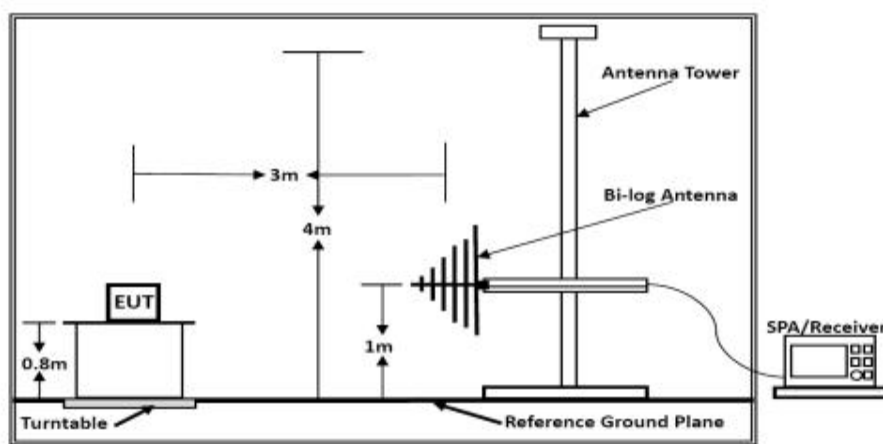 Antenna Tower
3m
Bi-log Antenna
4m
EUT
SPA/Receiver
1m
0.8m
Turntable
Reference Ground Plane